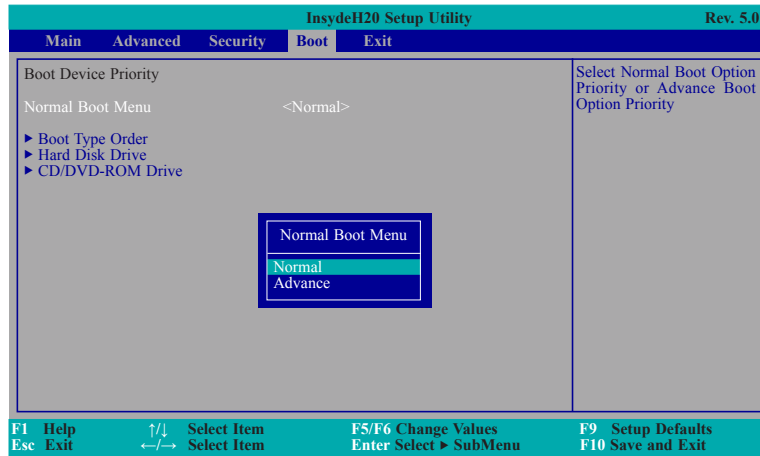 InsydeH20 Setup Utility Rev. 5.0
Main Advanced Security Boot Exit
Boot Device Priority
Normal Boot Menu <Normal>
▶ Boot Type Order
▶ Hard Disk Drive
▶ CD/DVD-ROM Drive
Select Normal Boot Option
Priority or Advance Boot
Option Priority
Normal Boot Menu
Normal
Advance
F1 Help ↑/↓ Select Item F5/F6 Change Values F9 Setup Defaults
Esc Exit ←/→ Select Item Enter Select ▶ SubMenu F10 Save and Exit